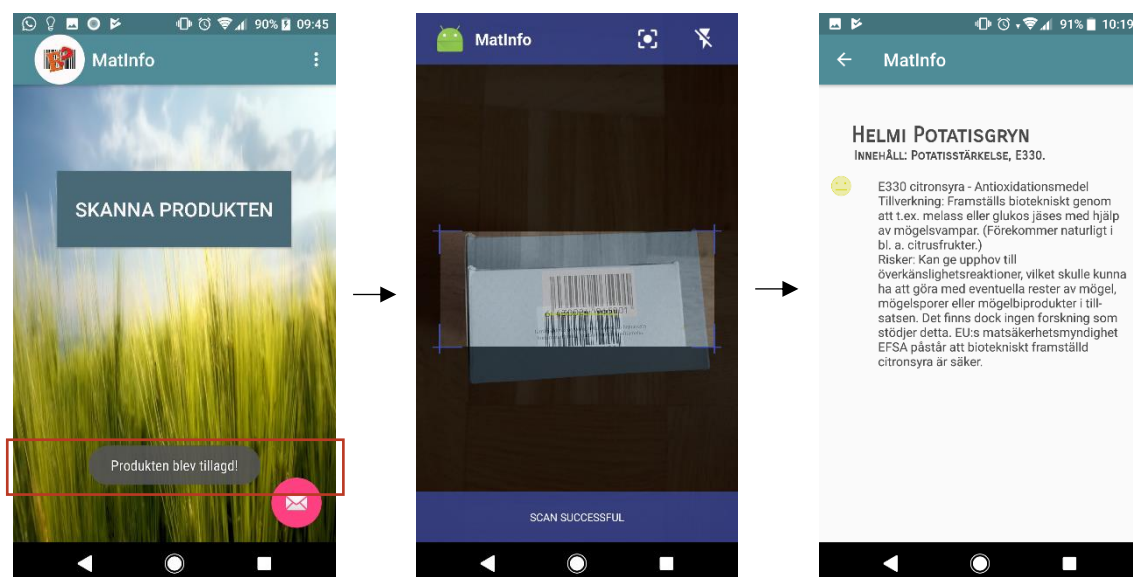 90% 09:45
MatInfo
SKANNA PRODUKTEN
Produkten blev tillagd!
MatInfo
SCAN SUCCESSFUL
91% 10:19
MatInfo
HELMI POTATISGRYN
INNEHÅLL: POTATISSTÄRKELSE, E330.
E330 citronsyra - Antioxidationsmedel
Tillverkning: Framställs biotekniskt genom
att t.ex. melass eller glukos jäses med hjälp
av mögelsvampar. (Förekommer naturligt i
bl. a. citrusfrukter.)
Risker: Kan ge upphov till
överkänslighetsreaktioner, vilket skulle kunna
ha att göra med eventuella rester av mögel,
mögelsporer eller mögelbiprodukter i till-
satsen. Det finns dock ingen forskning som
stödjer detta. EU:s matsäkerhetsmyndighet
EFSA påstår att biotekniskt framställd
citronsyra är säker.